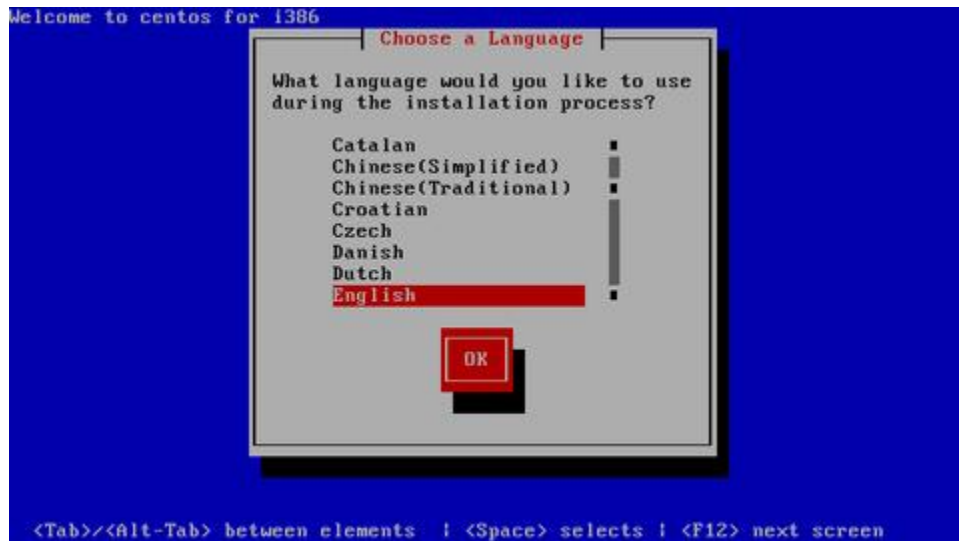 Welcome to centos for i386
Choose a Language
What language would you like to use
during the installation process?
Catalan
Chinese(Simplified)
Chinese(Traditional)
Croatian
Czech
Danish
Dutch
English
OK
<Tab>/<Alt-Tab> between elements | <Space> selects | <F12> next screen